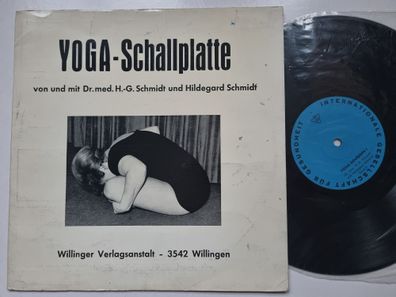 YOGA-Schallplatte
von und mit Dr. med. H.-G. Schmidt und Hildegard Schmidt
Willinger Verlagsanstalt - 3542 Willingen
INTERNATIONALE GESELLSCHAFT FÜR GESUNDHEIT